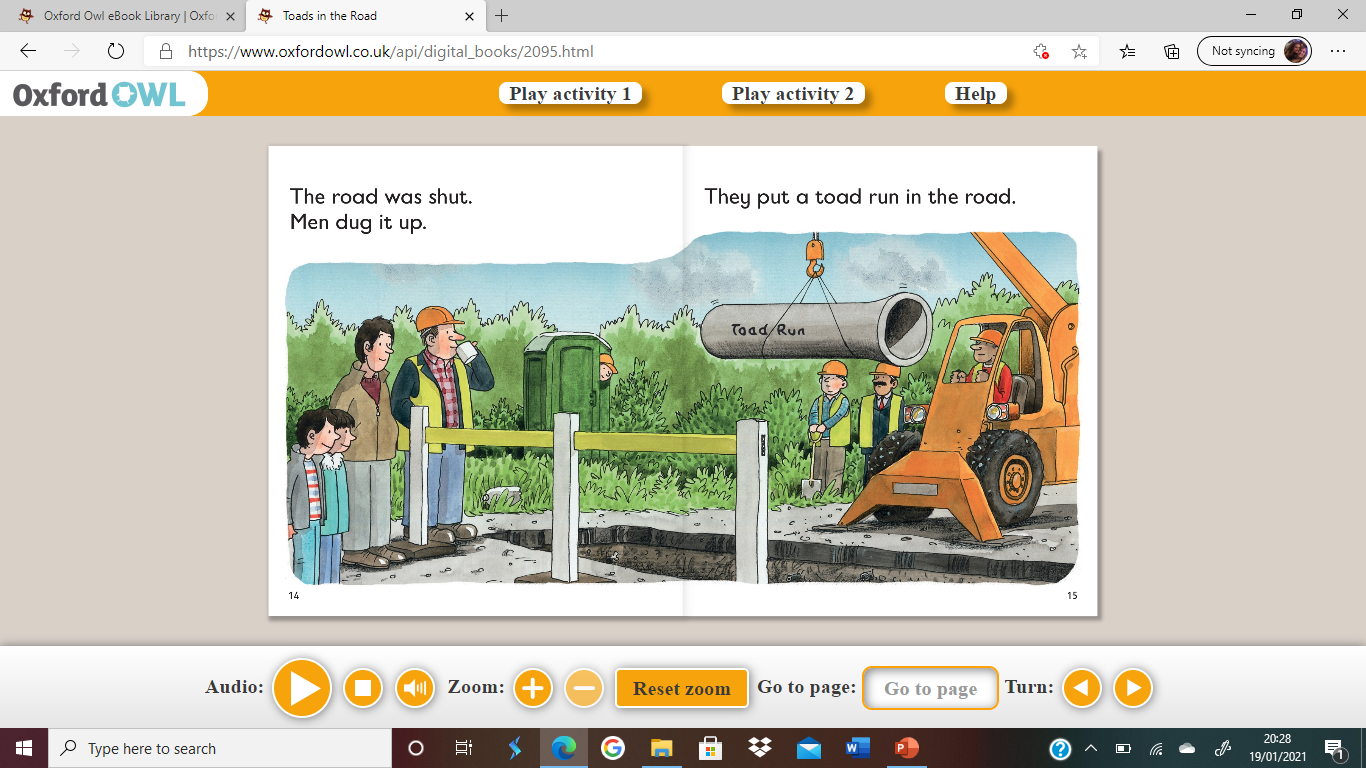 Oxford Owl eBook Library | Oxfo
Toads in the Road
https://www.oxfordowl.co.uk/api/digital_books/2095.html
Not syncing
Oxford OWL
Play activity 1
Play activity 2
Help
The road was shut.
Men dug it up.
They put a toad run in the road.
Toad Run
14
15
Audio:
Zoom:
Reset zoom
Go to page:
Go to page
Turn:
Type here to search
20:28
19/01/2021
1